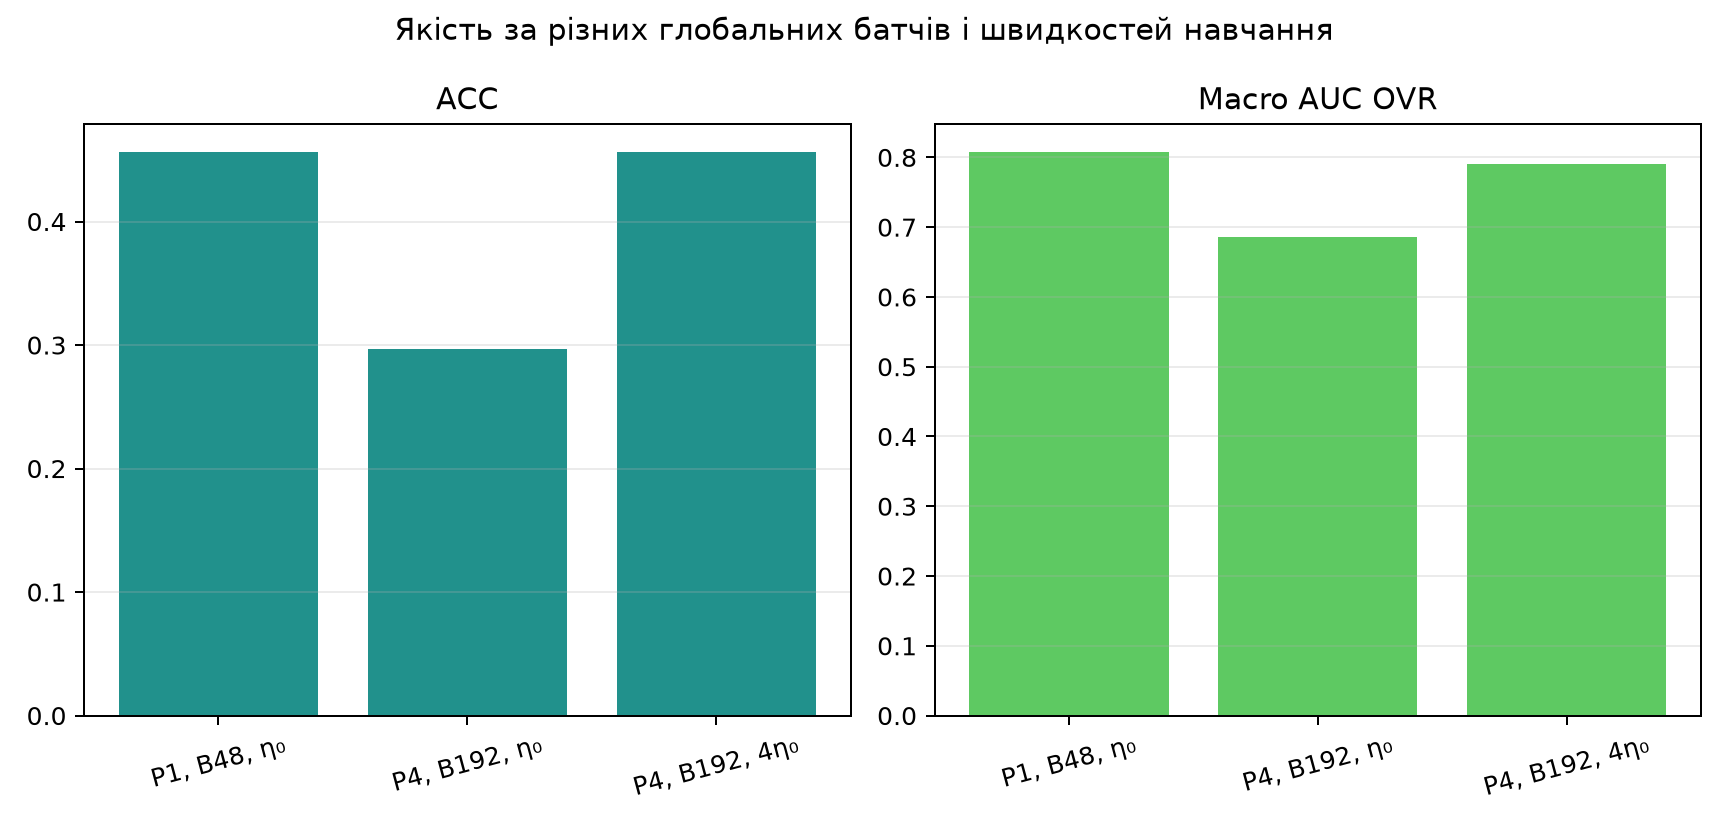 Якість за різних глобальних батчів і швидкостей навчання
ACC
0.4
0.3
0.2
0.1
0.0
P1, B48, η₀
P4, B192, η₀
P4, B192, 4η₀
Macro AUC OVR
0.8
0.7
0.6
0.5
0.4
0.3
0.2
0.1
0.0
P1, B48, η₀
P4, B192, η₀
P4, B192, 4η₀